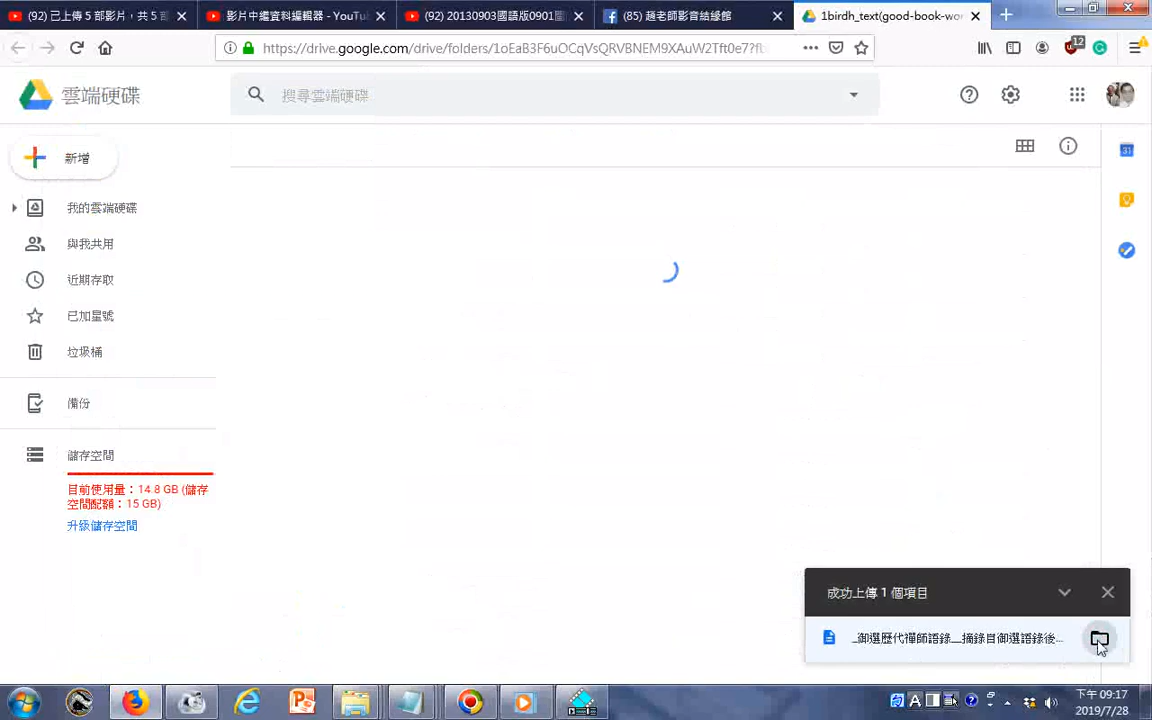 (92) 已上傳 5 部影片，共 5 部
影片中繼資料編輯器 - YouTu
(92) 20130903國語版0901
(85) 趙老師影音結緣館
1birdh_text(good-book-wo
https://drive.google.com/drive/folders/1oEaB3F6uOCqVsQRVBNEM9XAuW2Tft0e7?fl
12
雲端硬碟
搜尋雲端硬碟
新增
31
我的雲端硬碟
與我共用
近期存取
已加星號
垃圾桶
備份
儲存空間
目前使用量：14.8 GB (儲存
空間配額：15 GB)
升級儲存空間
成功上傳 1 個項目
_御選歷代禪師語錄__摘錄自御選語錄後...
下午 09:17
2019/7/28